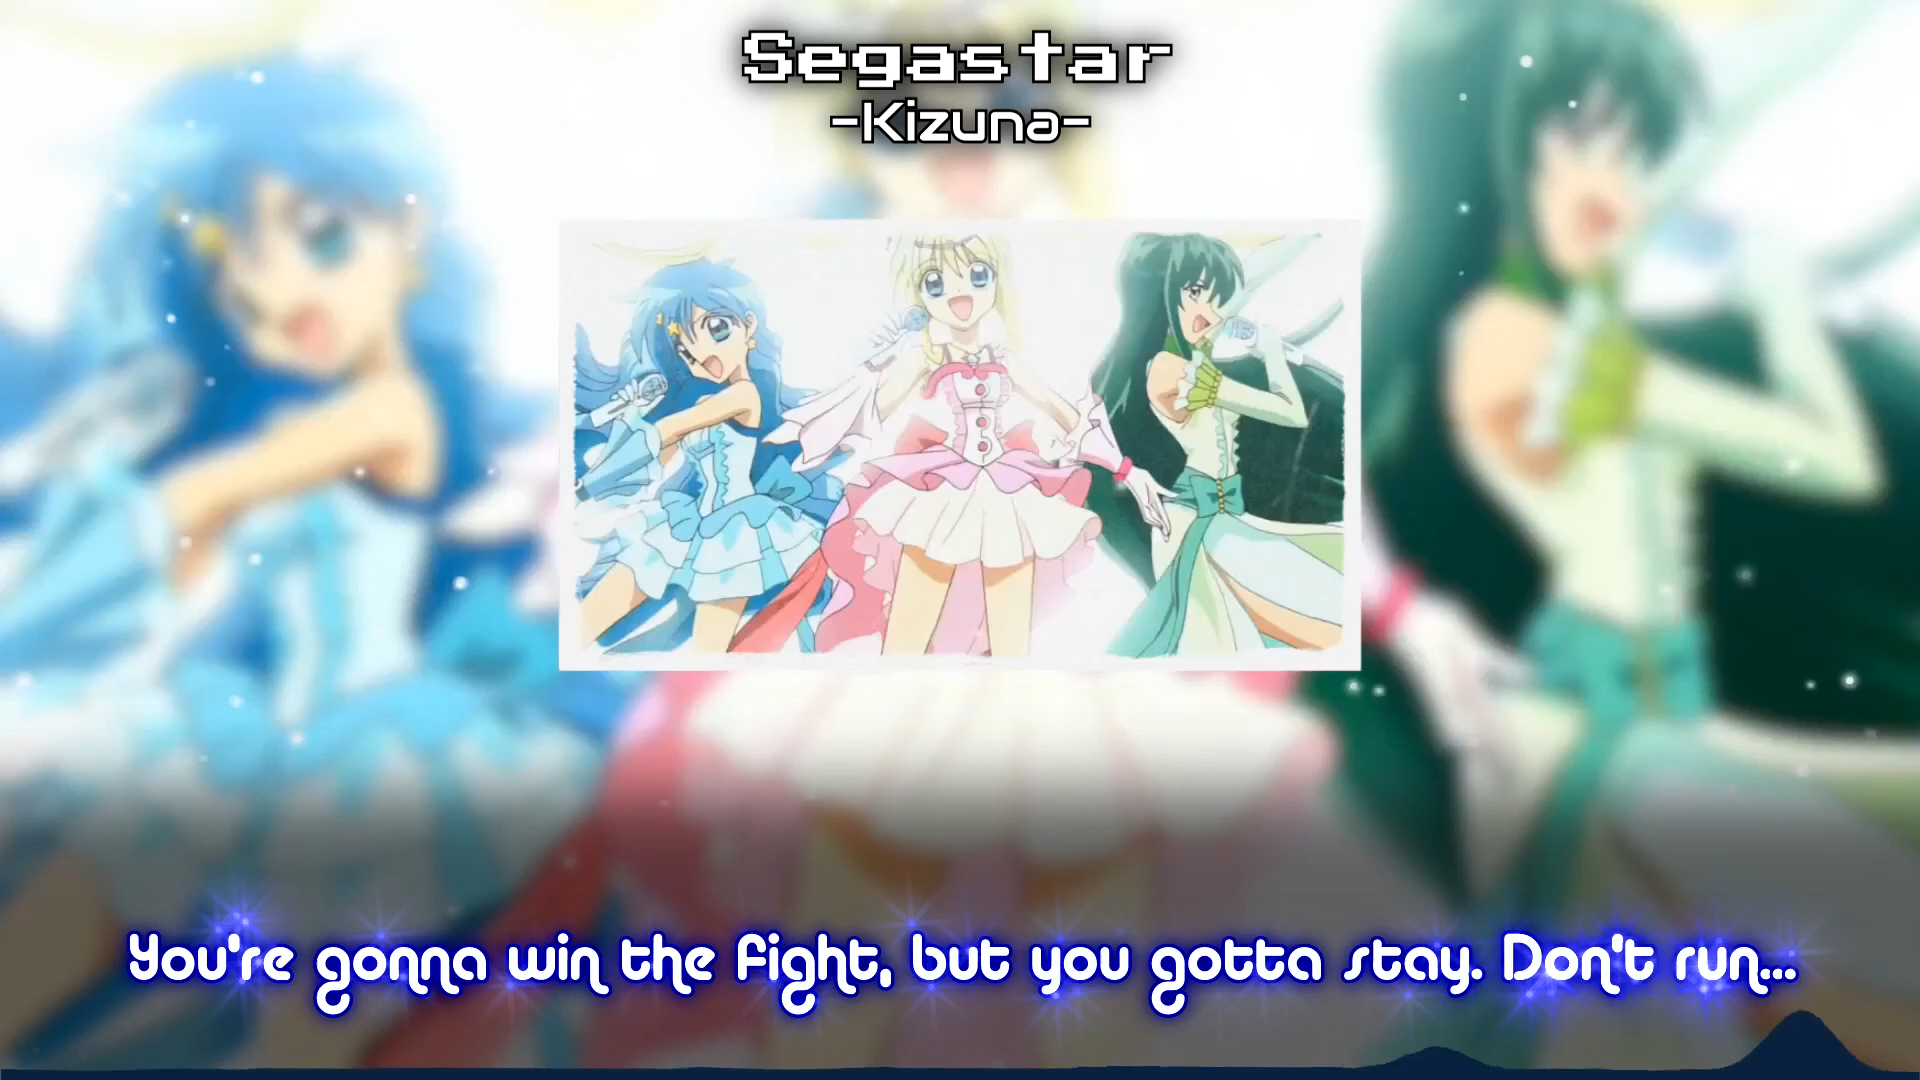 Segastar
-Kizuna-
You're gonna win the fight, but you gotta stay. Don't run...